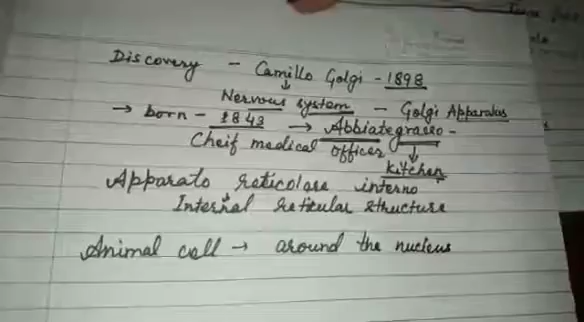 Discovery - Camillo Golgi - 1898
↓
Nervous system - Golgi Apparatus
→ born - 1843 → Abbiategrasso -
Cheif medical officer ↓
kitchen
Apparato reticolare interno
Internal reticular structure
Animal cell → around the nucleus